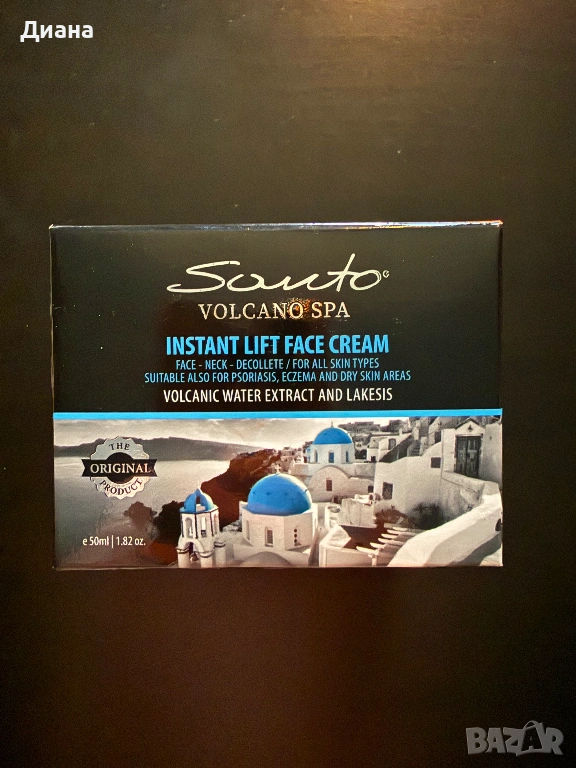 Диана
Santo
VOLCANO SPA
INSTANT LIFT FACE CREAM
FACE - NECK - DECOLLETE / FOR ALL SKIN TYPES
SUITABLE ALSO FOR PSORIASIS, ECZEMA AND DRY SKIN AREAS
VOLCANIC WATER EXTRACT AND LAKESIS
THE
ORIGINAL
PRODUCT
e 50ml | 1.82 oz.
BAZAR